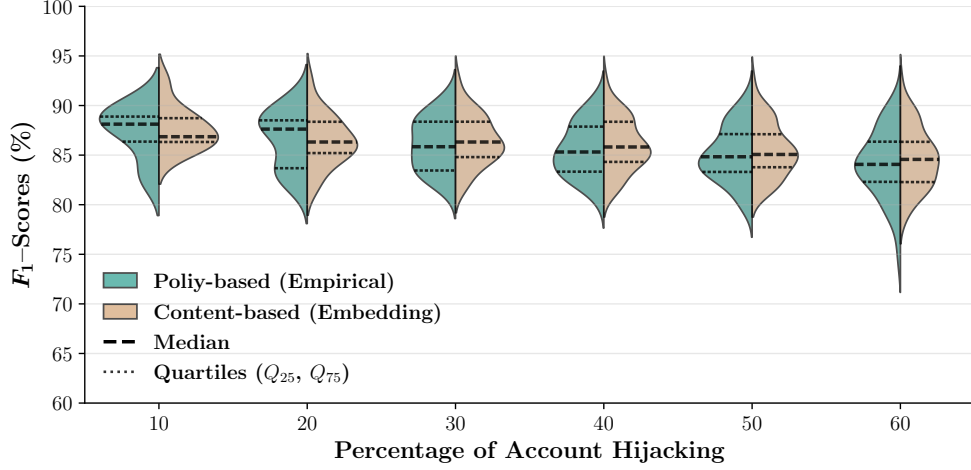 100
95
90
85
80
75
70
65
60
F₁–Scores (%)
Poliy-based (Empirical)
Content-based (Embedding)
Median
Quartiles (Q₂₅, Q₇₅)
10 20 30 40 50 60
Percentage of Account Hijacking